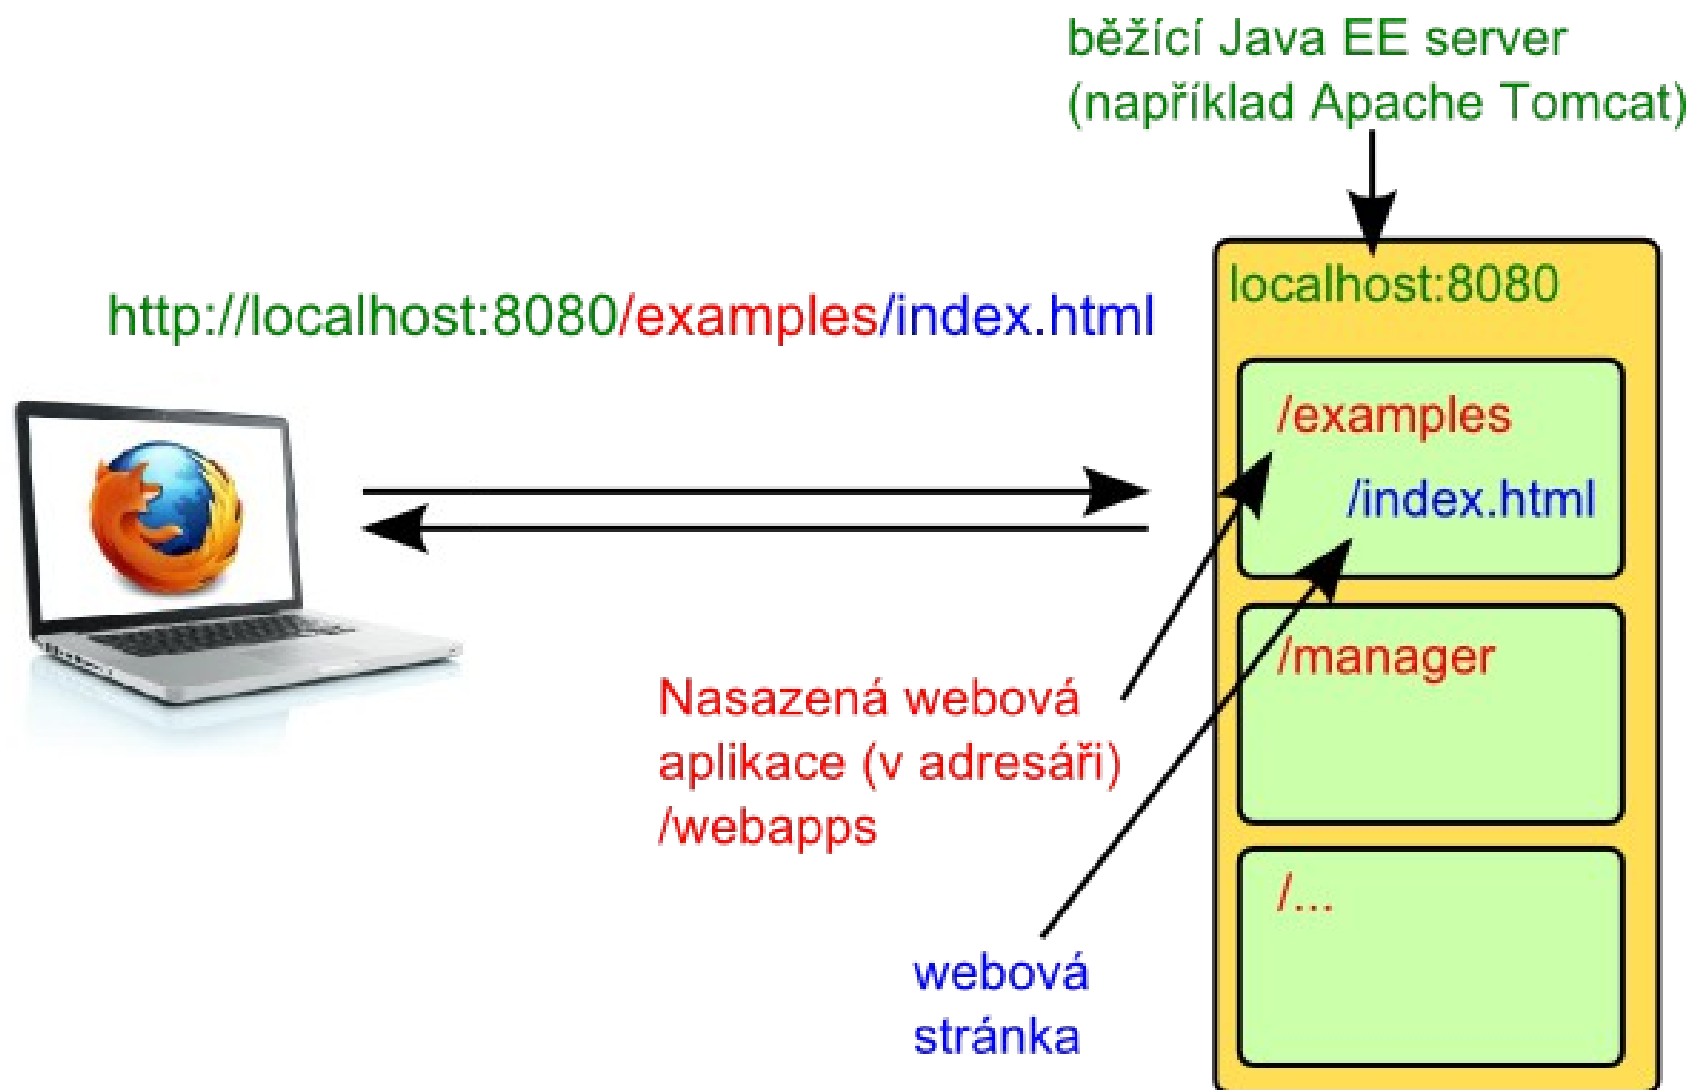 běžící Java EE server
(například Apache Tomcat)
http://localhost:8080/examples/index.html
localhost:8080
/examples
/index.html
/manager
/...
Nasazená webová
aplikace (v adresáři)
/webapps
webová
stránka